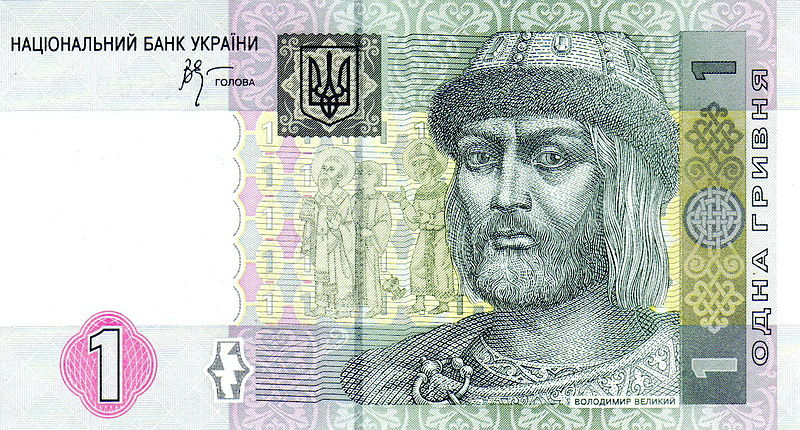 НАЦІОНАЛЬНИЙ БАНК УКРАЇНИ
ГОЛОВА
1
ОДНА ГРИВНЯ
1
1
ВОЛОДИМИР ВЕЛИКИЙ